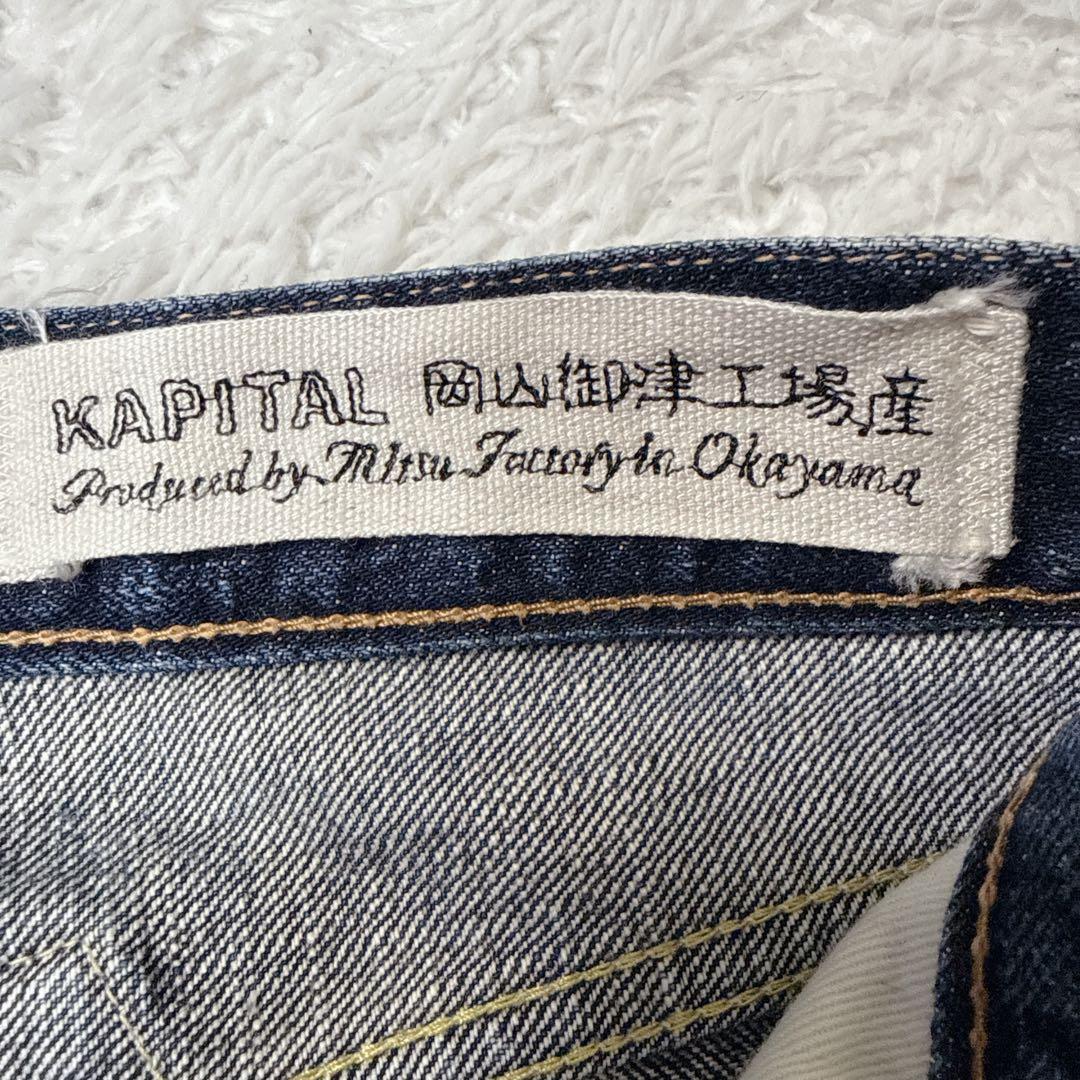 KAPITAL 岡山御津工場産
Produced by Mitsu Factory in Okayama